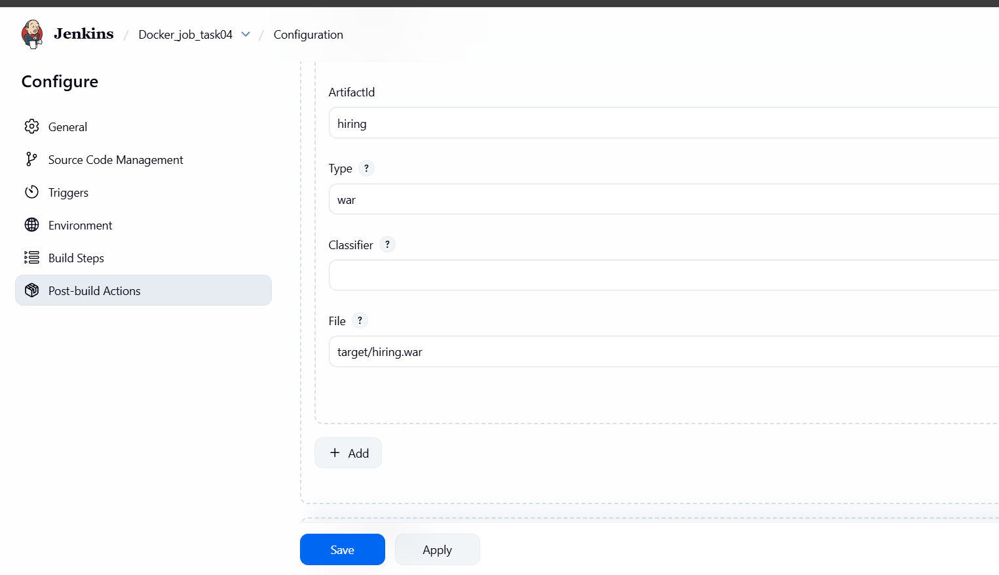 Jenkins / Docker_job_task04 / Configuration
Configure
General
Source Code Management
Triggers
Environment
Build Steps
Post-build Actions
ArtifactId
hiring
Type ?
war
Classifier ?
File ?
target/hiring.war
+ Add
Save
Apply